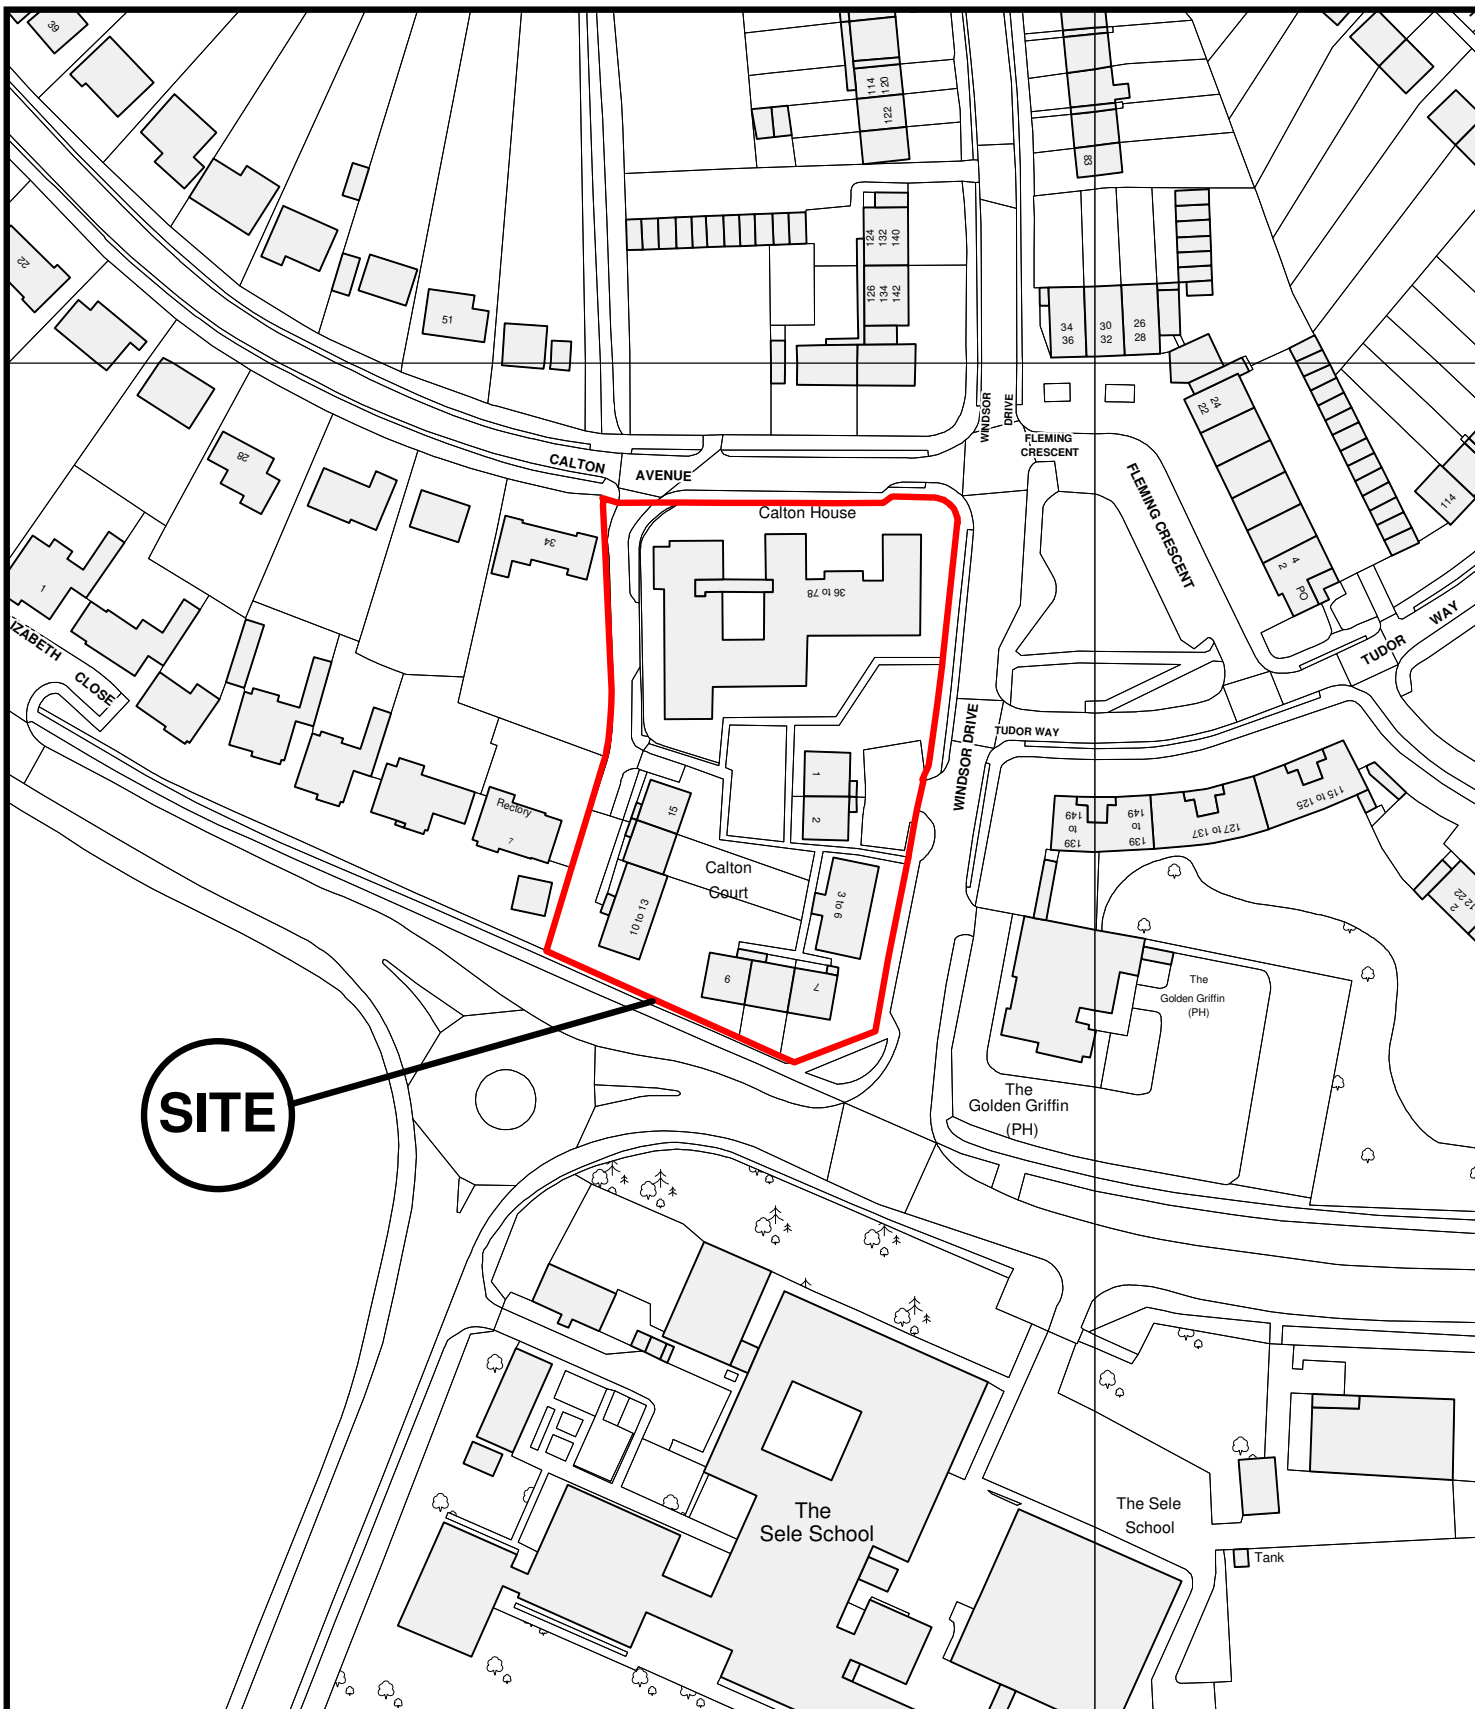 39
114
120
122
83
22
124
132
140
126
134
142
51
34
36
30
32
26
28
24
22
WINDSOR
DRIVE
FLEMING
CRESCENT
CALTON AVENUE
FLEMING CRESCENT
28
34
114
Calton House
36 to 78
4
2
PO
TUDOR WAY
1
IZABETH CLOSE
WINDSOR DRIVE
TUDOR WAY
Rectory
7
15
1
2
Calton
Court
10 to 13
3 to 6
9
7
149
to
139
149
to
139
127 to 137
115 to 125
1222
2
The
Golden Griffin
(PH)
The
Golden Griffin
(PH)
SITE
The
Sele School
The Sele
School
Tank